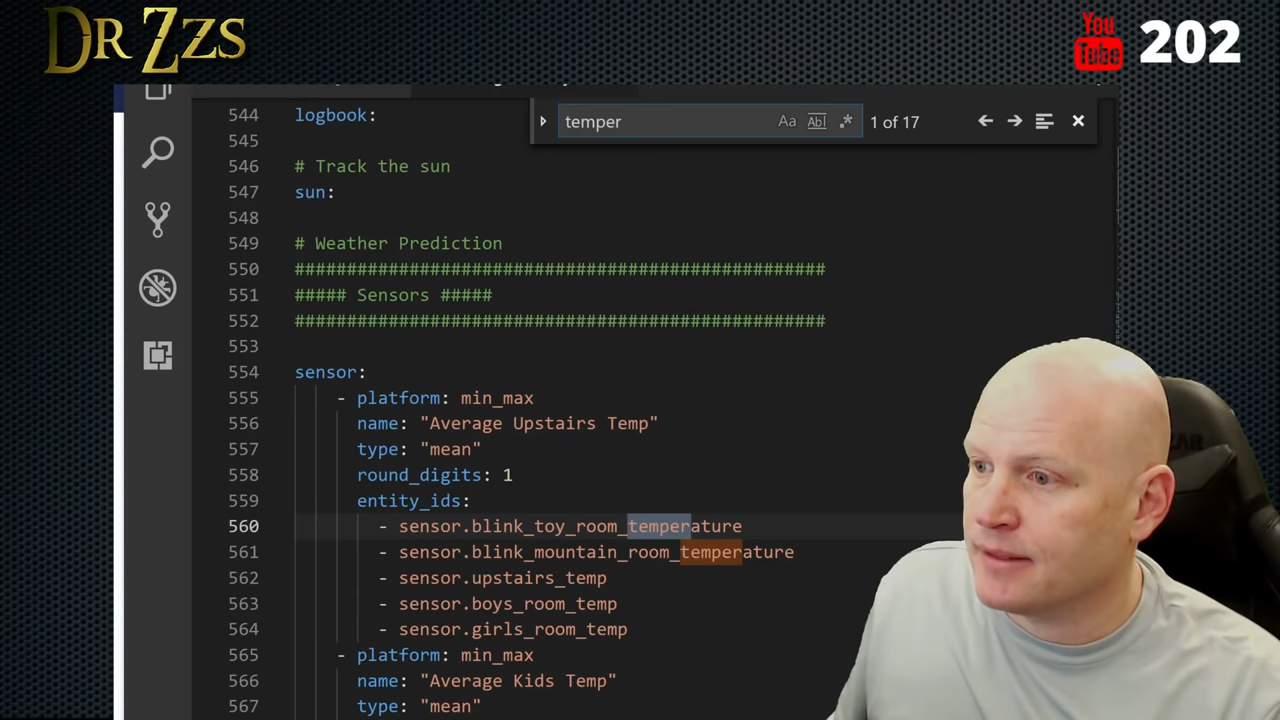 DR ZZS
You
Tube
202
temper
Aa
Abl
.*
1 of 17
544 logbook:
545
546 # Track the sun
547 sun:
548
549 # Weather Prediction
550 ###################################################
551 ##### Sensors #####
552 ###################################################
553
554 sensor:
555 - platform: min_max
556 name: "Average Upstairs Temp"
557 type: "mean"
558 round_digits: 1
559 entity_ids:
560 - sensor.blink_toy_room_temperature
561 - sensor.blink_mountain_room_temperature
562 - sensor.upstairs_temp
563 - sensor.boys_room_temp
564 - sensor.girls_room_temp
565 - platform: min_max
566 name: "Average Kids Temp"
567 type: "mean"